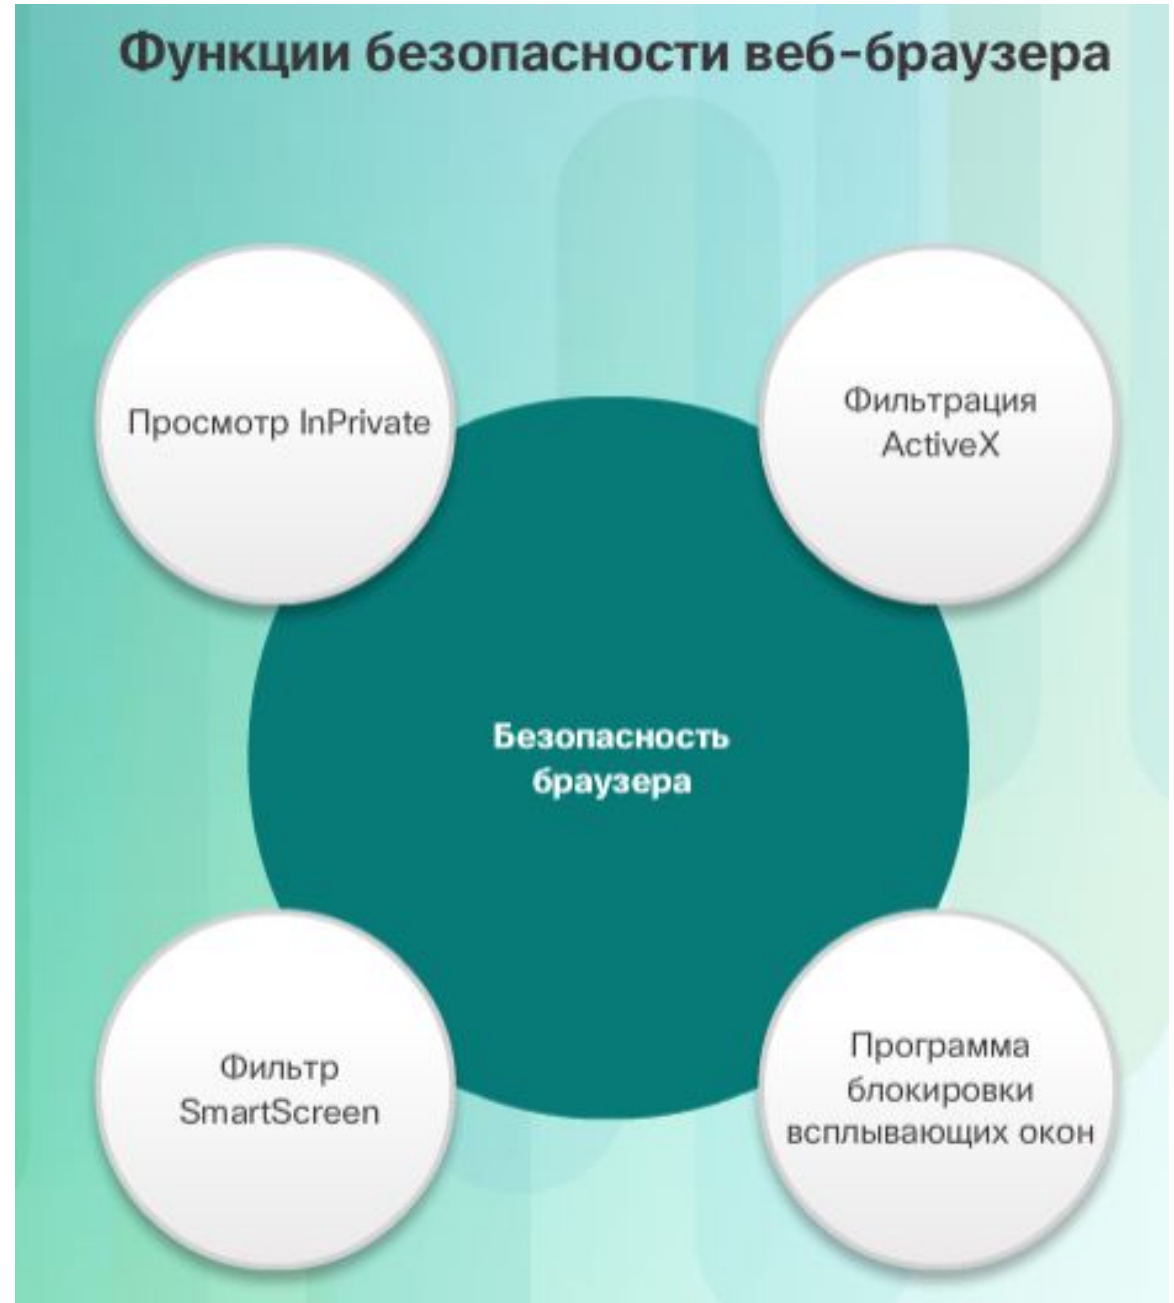 Функции безопасности веб-браузера
Просмотр InPrivate
Фильтрация
ActiveX
Безопасность
браузера
Фильтр
SmartScreen
Программа
блокировки
всплывающих окон